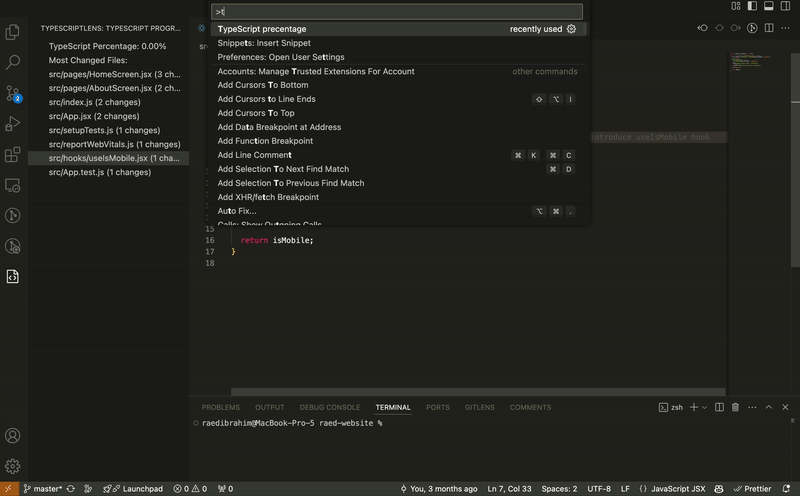 >t
TYPESCRIPTLENS: TYPESCRIPT PROGR...
TypeScript Percentage: 0.00%
Most Changed Files:
src/pages/HomeScreen.jsx (3 ch...
src/pages/AboutScreen.jsx (2 ch...
src/index.js (2 changes)
src/App.jsx (2 changes)
src/setupTests.js (1 changes)
src/reportWebVitals.js (1 changes)
src/hooks/useIsMobile.jsx (1 cha...
src/App.test.js (1 changes)
2
TypeScript precentage recently used
Snippets: Insert Snippet
Preferences: Open User Settings
Accounts: Manage Trusted Extensions For Account other commands
Add Cursors To Bottom
Add Cursors to Line Ends ⇧ ⌥ I
Add Cursors To Top
Add Data Breakpoint at Address
Add Function Breakpoint
Add Line Comment ⌘ K ⌘ C
Add Selection To Next Find Match ⌘ D
Add Selection To Previous Find Match
Add XHR/fetch Breakpoint
Auto Fix... ⌥ ⌘ .
Calls: Show Outgoing Calls
introduce useIsMobile hook
15
16 return isMobile;
17 }
18
PROBLEMS OUTPUT DEBUG CONSOLE TERMINAL PORTS GITLENS COMMENTS
zsh
raedibrahim@MacBook-Pro-5 raed-website %
master* Launchpad 0 0 0 You, 3 months ago Ln 7, Col 33 Spaces: 2 UTF-8 LF {} JavaScript JSX Prettier